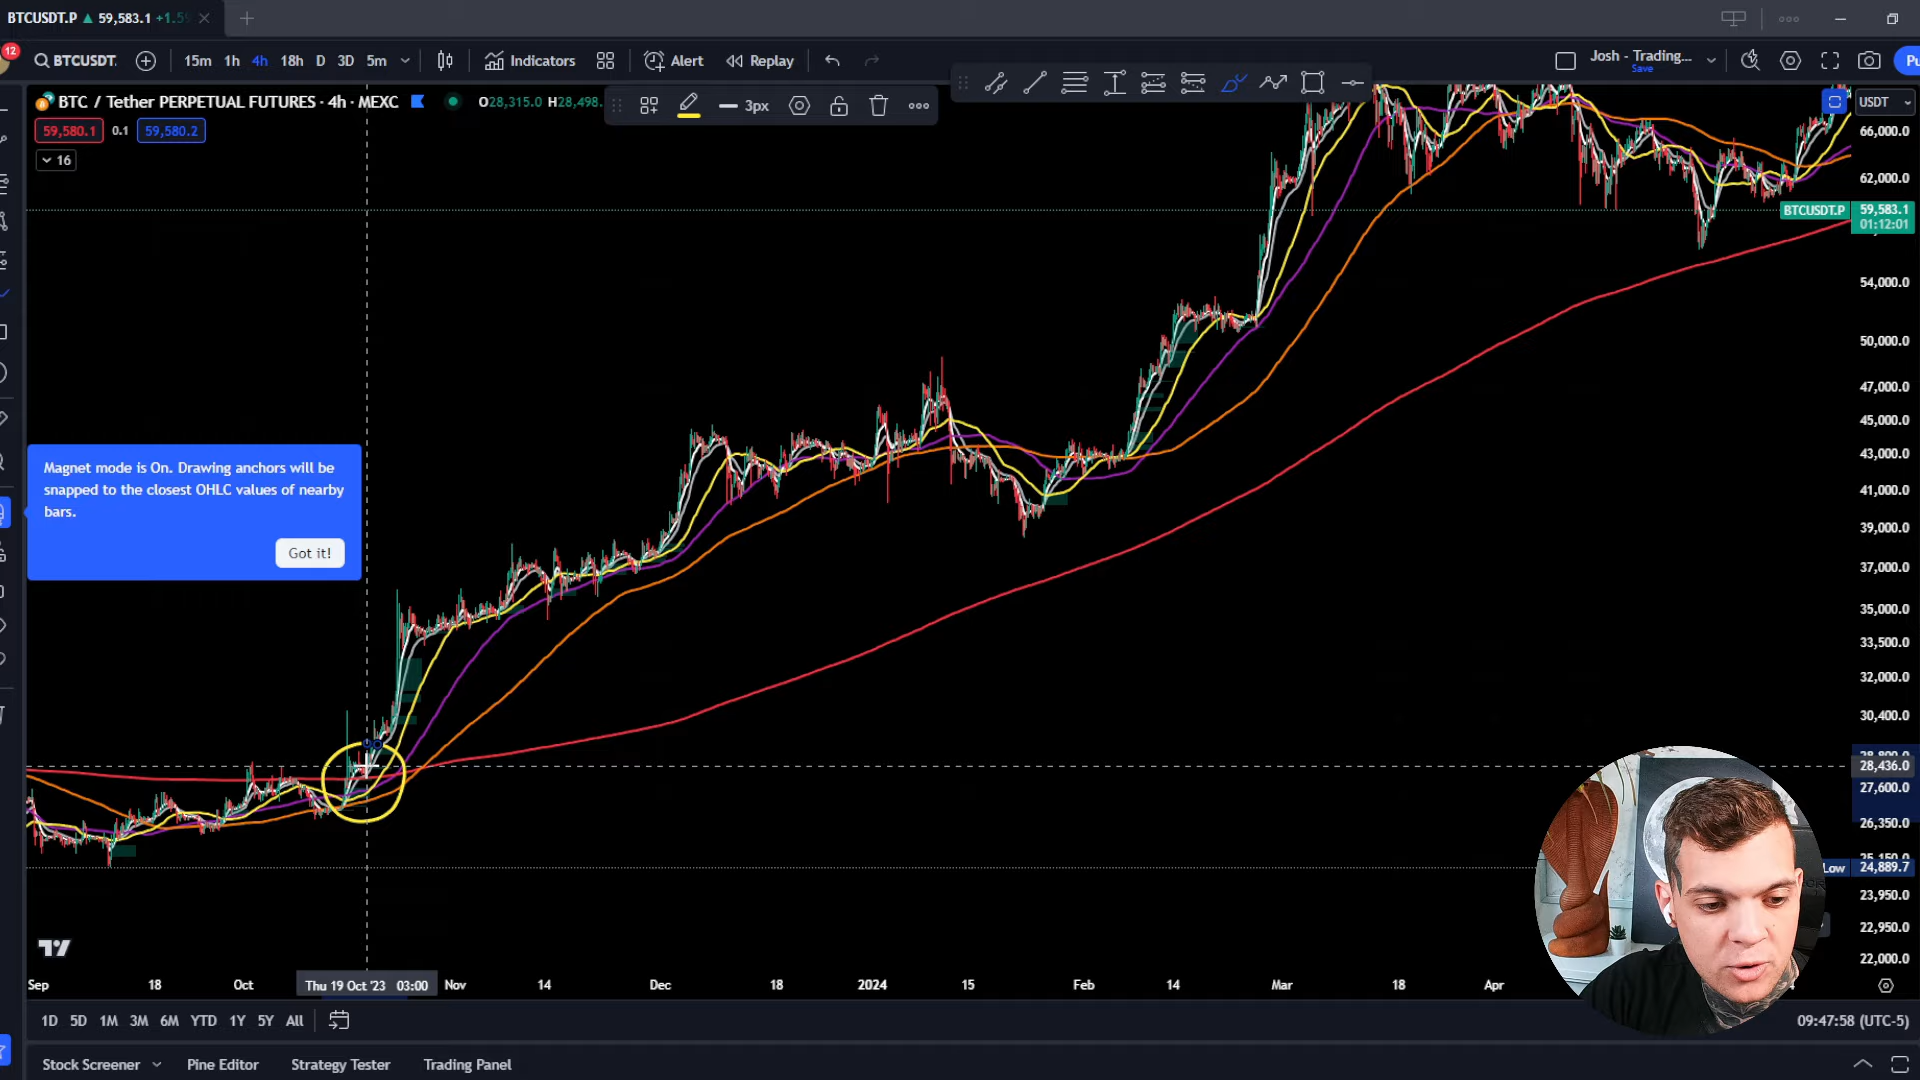 BTCUSDT.P ▲ 59,583.1 +1.59
12
BTCUSDT. 15m 1h 4h 18h D 3D 5m Indicators Alert Replay
Josh - Trading...
Save
BTC / Tether PERPETUAL FUTURES · 4h · MEXC O28,315.0 H28,498.
3px
USDT
59,580.1 0.1 59,580.2
16
66,000.0
62,000.0
BTCUSDT.P 59,583.1
01:12:01
54,000.0
50,000.0
47,000.0
45,000.0
43,000.0
41,000.0
39,000.0
37,000.0
35,000.0
33,500.0
32,000.0
30,400.0
28,436.0
27,600.0
26,350.0
Low 24,889.7
23,950.0
22,950.0
22,000.0
Magnet mode is On. Drawing anchors will be
snapped to the closest OHLC values of nearby
bars.
Got it!
Sep 18 Oct Thu 19 Oct '23 03:00 Nov 14 Dec 18 2024 15 Feb 14 Mar 18 Apr
1D 5D 1M 3M 6M YTD 1Y 5Y All
09:47:58 (UTC-5)
Stock Screener Pine Editor Strategy Tester Trading Panel